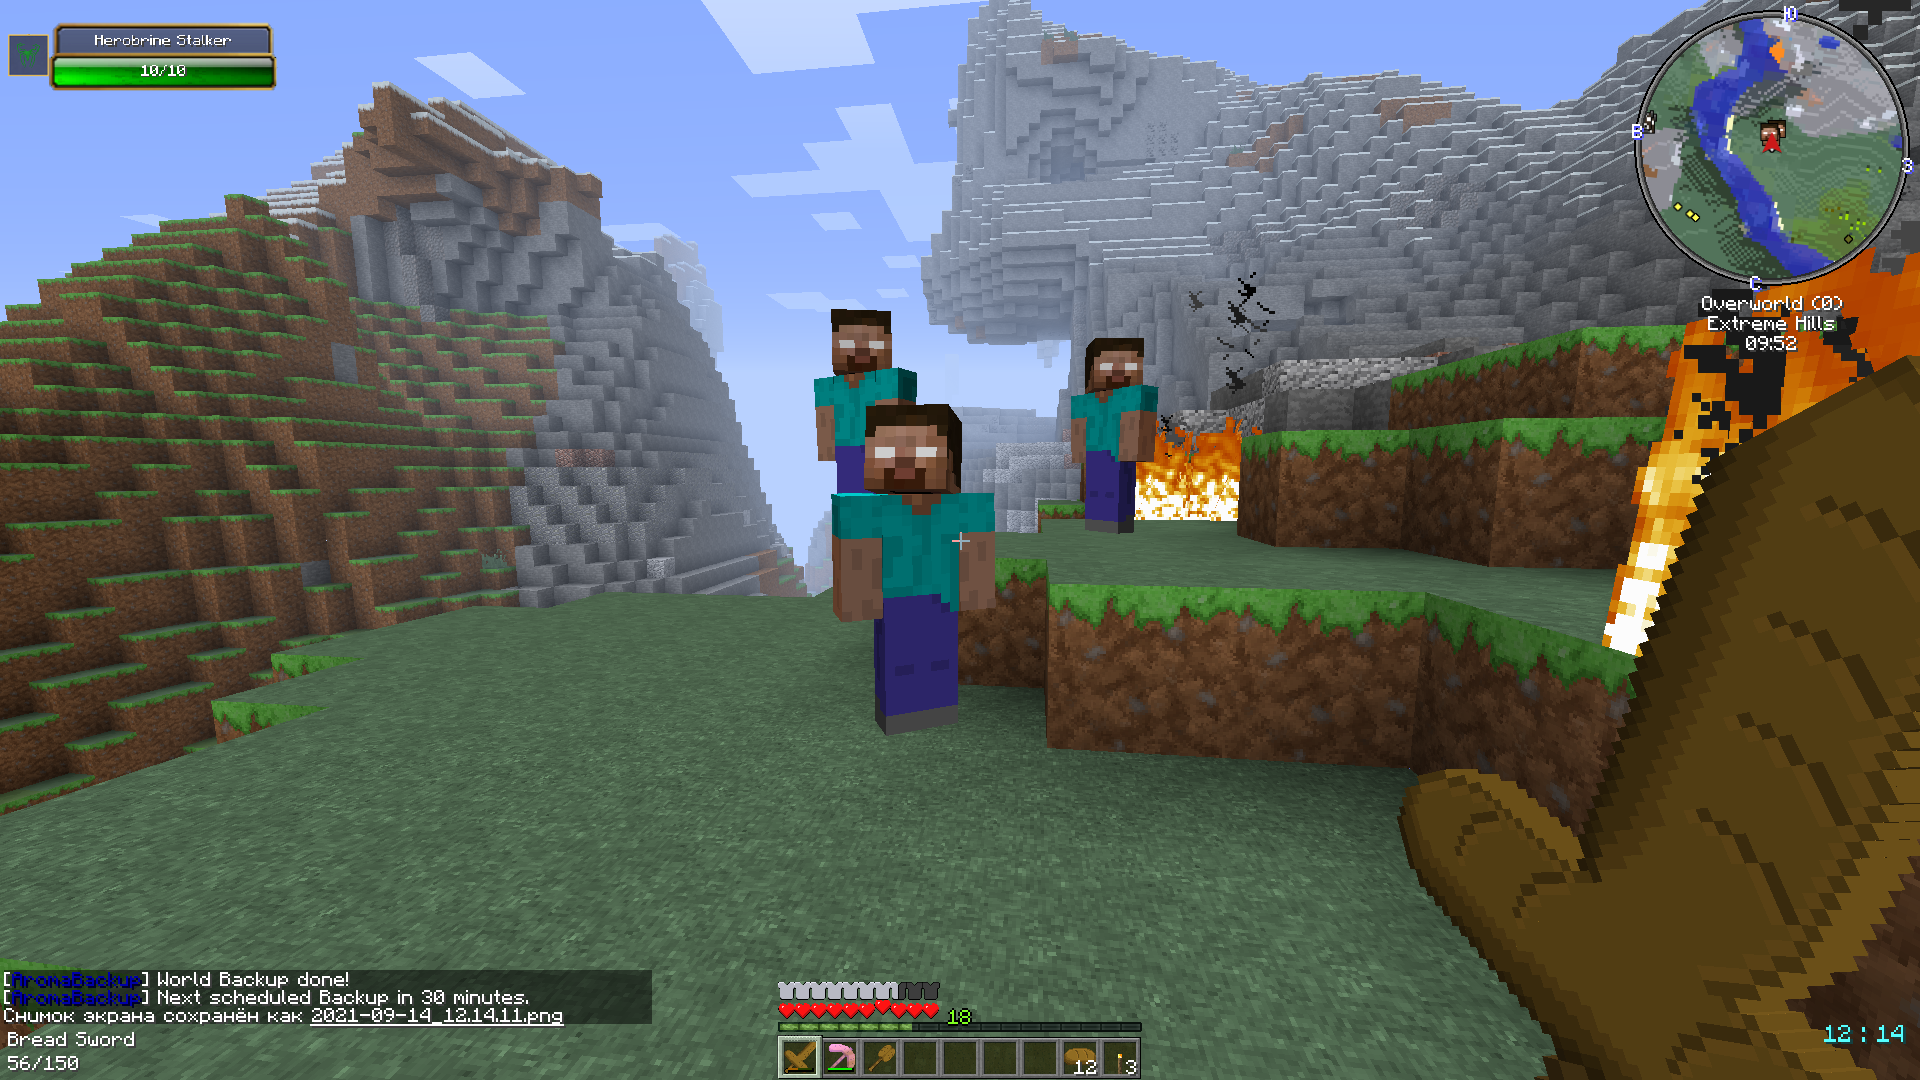 Herobrine Stalker
10/10
Ю
В
З
С
Overworld (0)
Extreme Hills
09:52
[AromaBackup] World Backup done!
[AromaBackup] Next scheduled Backup in 30 minutes.
Снимок экрана сохранён как 2021-09-14_12.14.11.png
Bread Sword
56/150
18
12
3
12:14